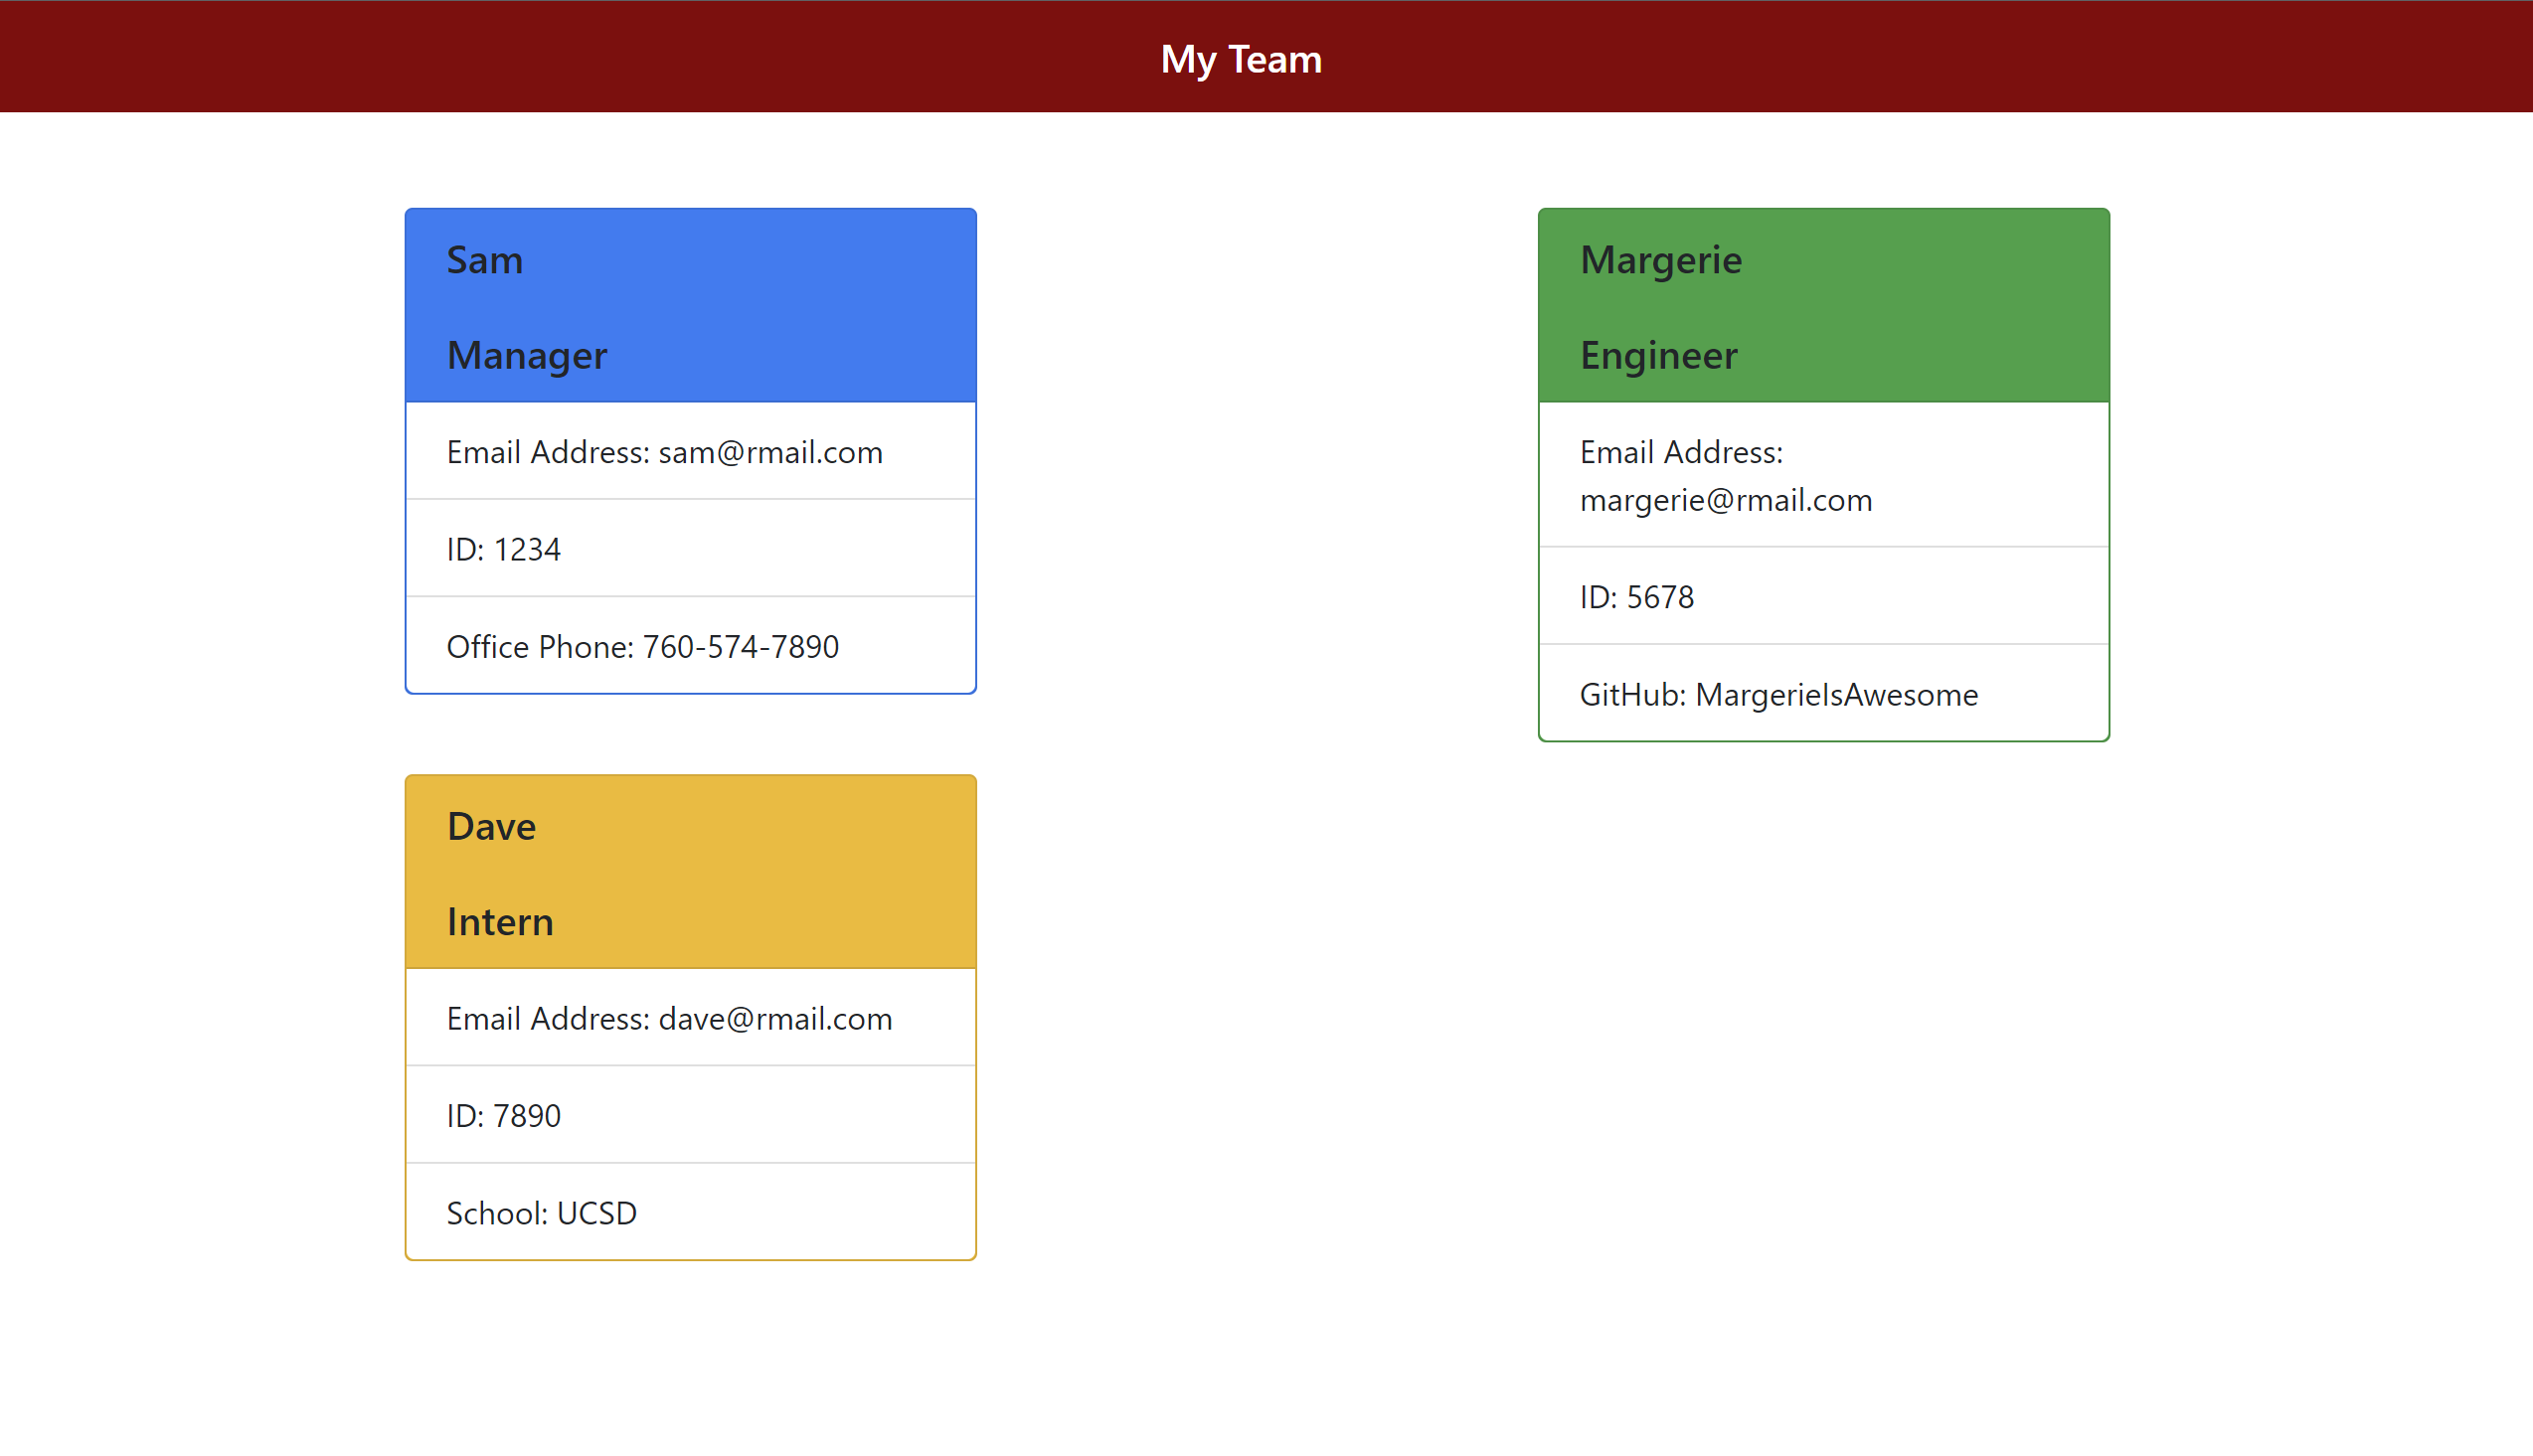 My Team
Sam
Manager
Email Address: sam@rmail.com
ID: 1234
Office Phone: 760-574-7890
Margerie
Engineer
Email Address:
margerie@rmail.com
ID: 5678
GitHub: MargerieIsAwesome
Dave
Intern
Email Address: dave@rmail.com
ID: 7890
School: UCSD